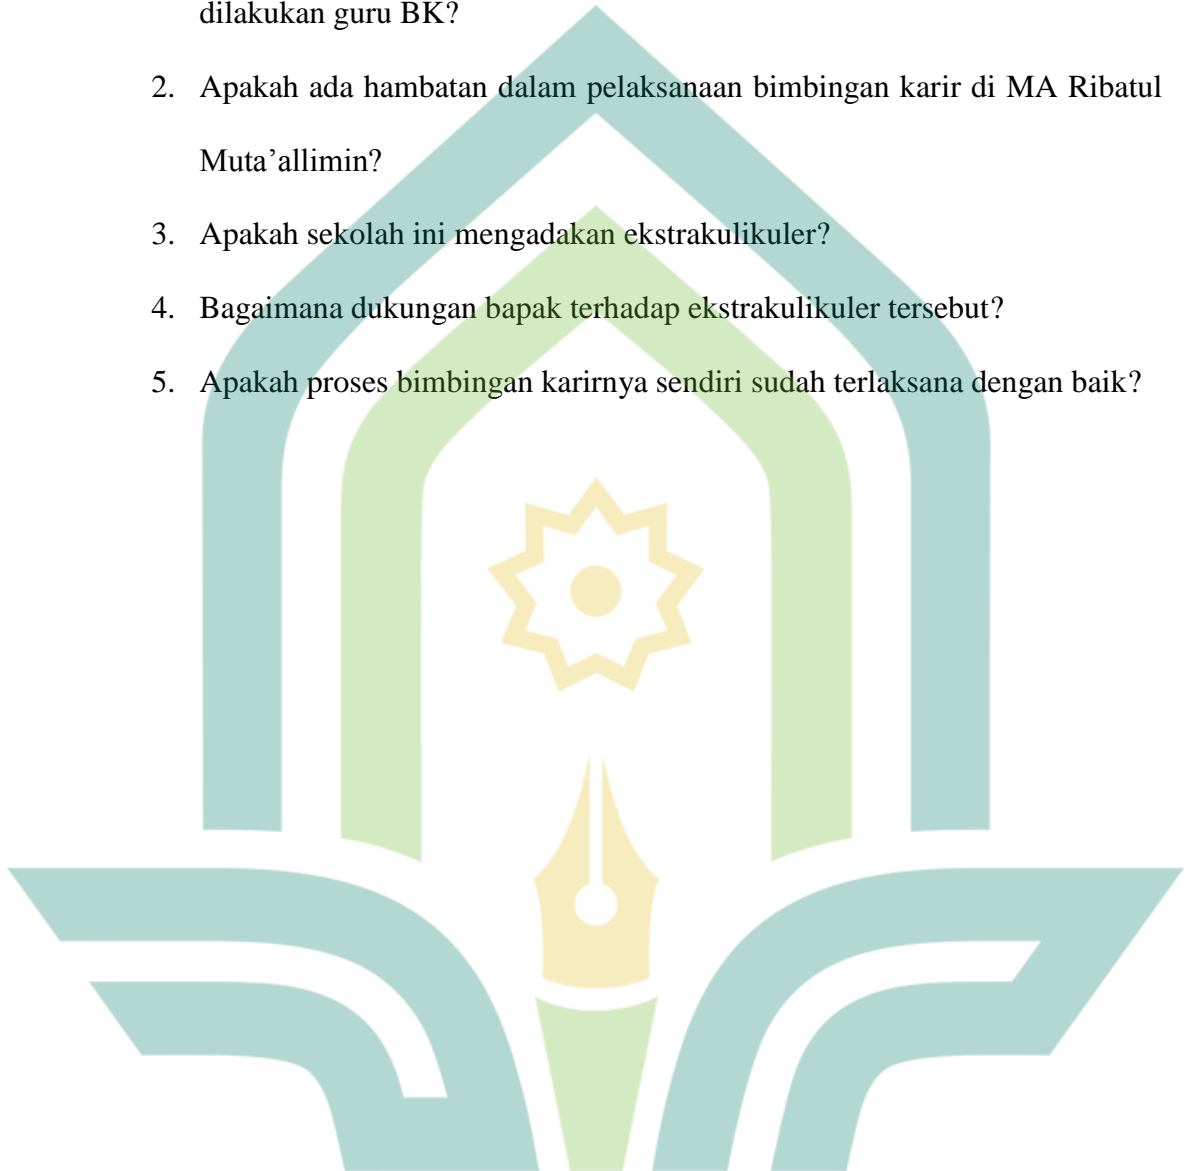 dilakukan guru BK?
2. Apakah ada hambatan dalam pelaksanaan bimbingan karir di MA Ribatul
Muta’allimin?
3. Apakah sekolah ini mengadakan ekstrakulikuler?
4. Bagaimana dukungan bapak terhadap ekstrakulikuler tersebut?
5. Apakah proses bimbingan karirnya sendiri sudah terlaksana dengan baik?